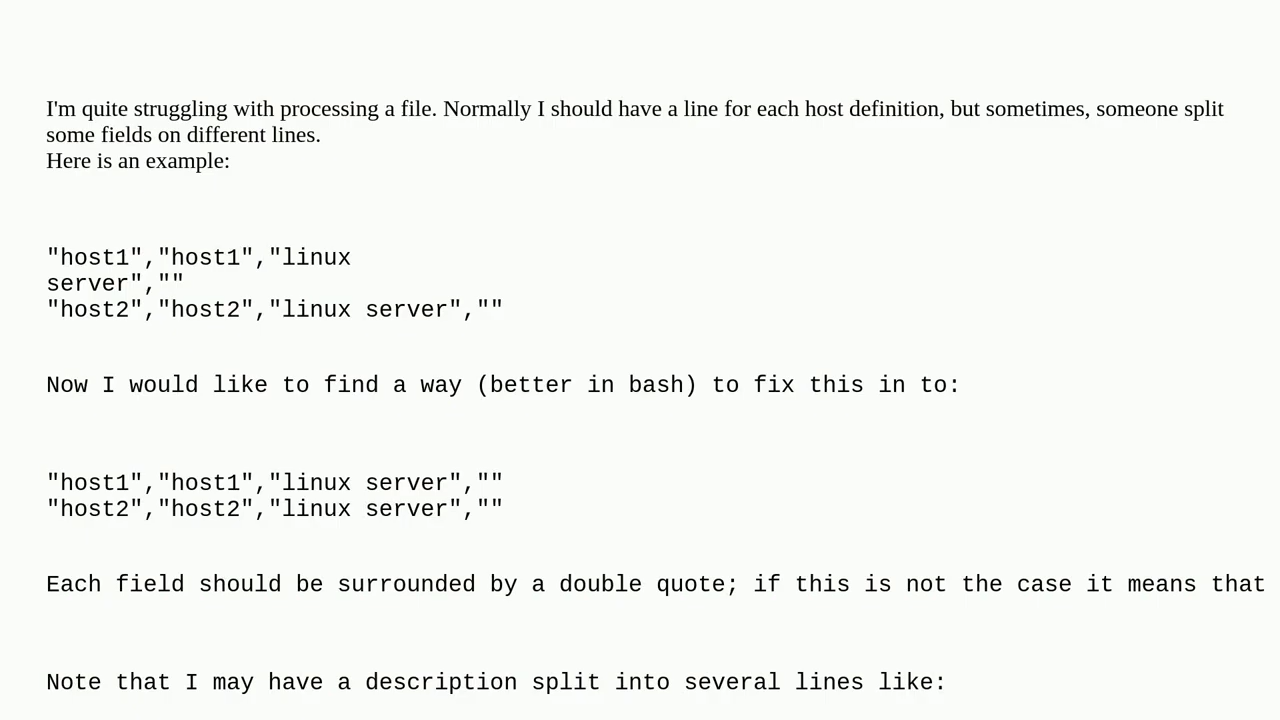 I'm quite struggling with processing a file. Normally I should have a line for each host definition, but sometimes, someone split
some fields on different lines.
Here is an example:
"host1","host1","linux
server",""
"host2","host2","linux server",""
Now I would like to find a way (better in bash) to fix this in to:
"host1","host1","linux server",""
"host2","host2","linux server",""
Each field should be surrounded by a double quote; if this is not the case it means that
Note that I may have a description split into several lines like: